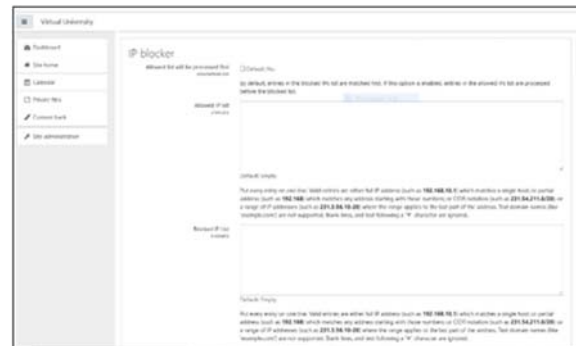 Virtual University
Dashboard
Site home
Calendar
Private files
Content bank
Site administration
IP blocker
Allowed list will be processed first
Default: No
By default, entries in the blocked IPs list are matched first. If this option is enabled, entries in the allowed IPs list are processed
before the blocked list.
Allowed IP list
allowedip
Default: Empty
Put every entry on one line. Valid entries are either full IP address (such as 192.168.10.1) which matches a single host; or partial
address (such as 192.168) which matches any address starting with those numbers; or CIDR notation (such as 231.54.211.0/20); or
a range of IP addresses (such as 231.3.56.10-20) where the range applies to the last part of the address. Text domain names (like
'example.com') are not supported. Blank lines, and text following a "#" character are ignored.
Blocked IP List
blockedip
Default: Empty
Put every entry on one line. Valid entries are either full IP address (such as 192.168.10.1) which matches a single host; or partial
address (such as 192.168) which matches any address starting with those numbers; or CIDR notation (such as 231.54.211.0/20); or
a range of IP addresses (such as 231.3.56.10-20) where the range applies to the last part of the address. Text domain names (like
'example.com') are not supported. Blank lines, and text following a "#" character are ignored.